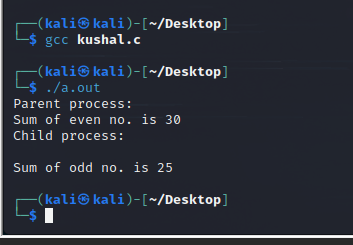 ┌──(kali㉿kali)-[~/Desktop]
└─$ gcc kushal.c
┌──(kali㉿kali)-[~/Desktop]
└─$ ./a.out
Parent process:
Sum of even no. is 30
Child process:
Sum of odd no. is 25
┌──(kali㉿kali)-[~/Desktop]
└─$